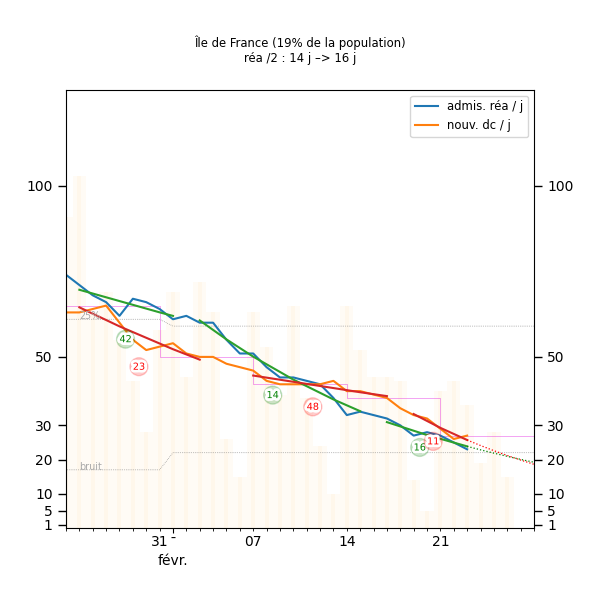 Île de France (19% de la population)
réa /2 : 14 j –> 16 j
admis. réa / j
nouv. dc / j
100 100
25%
50 50
42
23
14
48
30 30
16
11
20 20
bruit
10 10
5 5
1 1
31 - 07 14 21
févr.